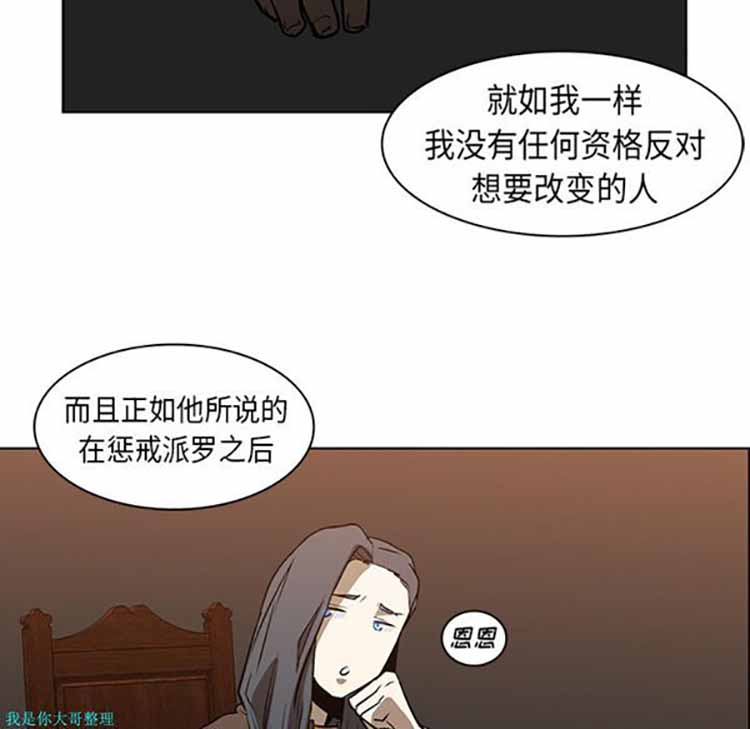 就如我一样
我没有任何资格反对
想要改变的人
而且正如他所说的
在惩戒派罗之后
恩恩
我是你大哥整理